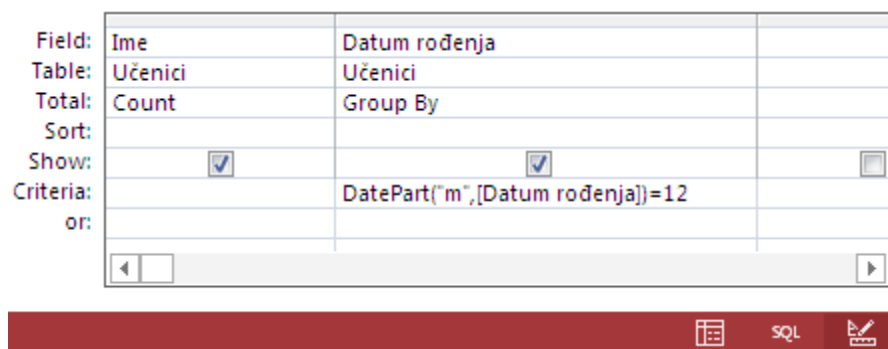 Field: Ime Datum rođenja
Table: Učenici Učenici
Total: Count Group By
Sort:
Show:
Criteria: DatePart("m",[Datum rođenja])=12
or:
SQL